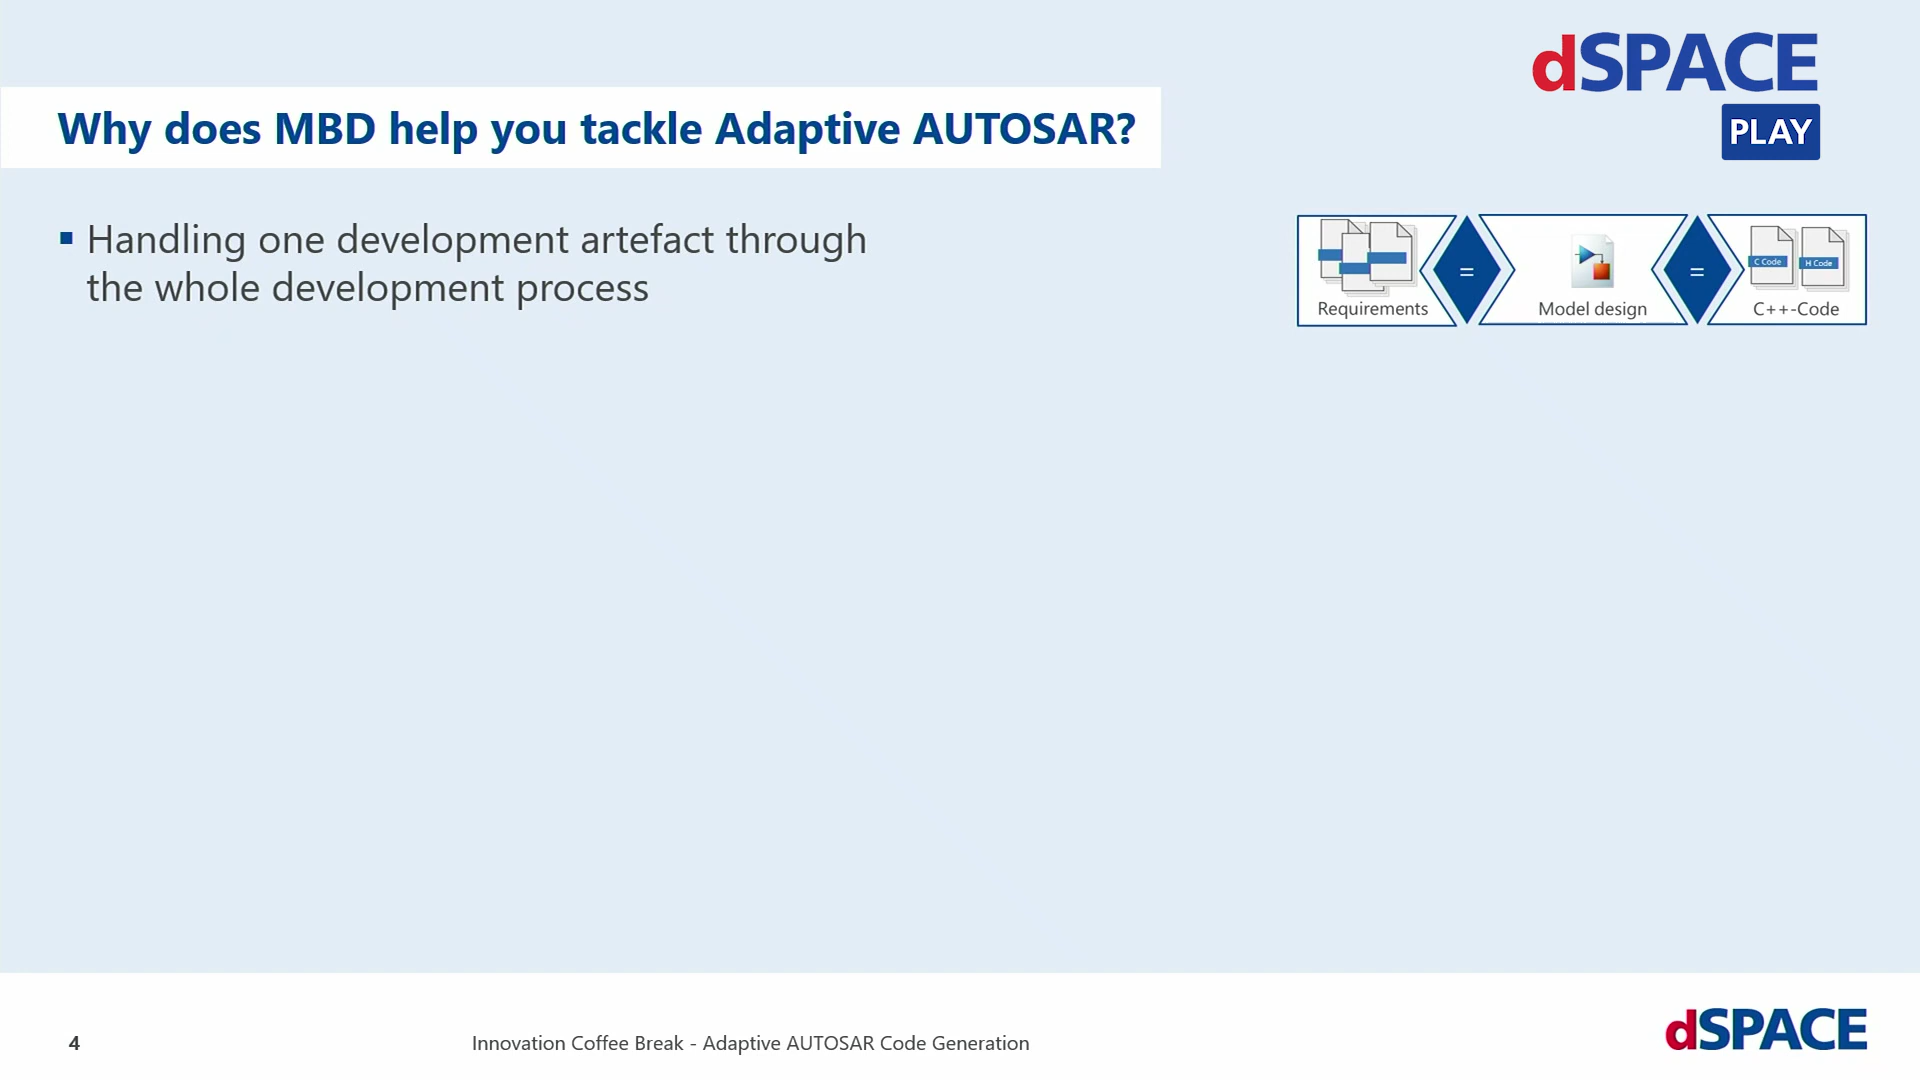 dSPACE
PLAY
Why does MBD help you tackle Adaptive AUTOSAR?
▪ Handling one development artefact through
the whole development process
Requirements
=
Model design
=
C Code
H Code
C++-Code
4
Innovation Coffee Break - Adaptive AUTOSAR Code Generation
dSPACE